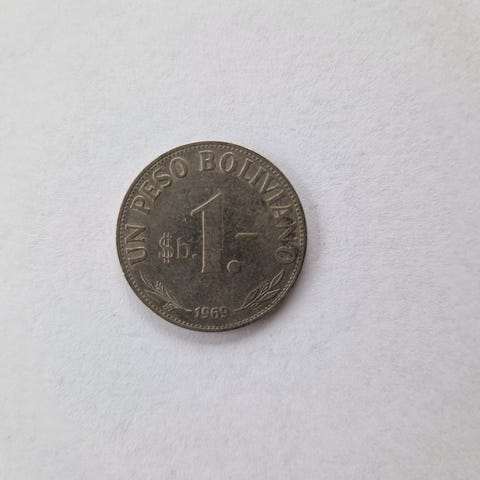 UN PESO BOLIVIANO
$b. 1.-
1969